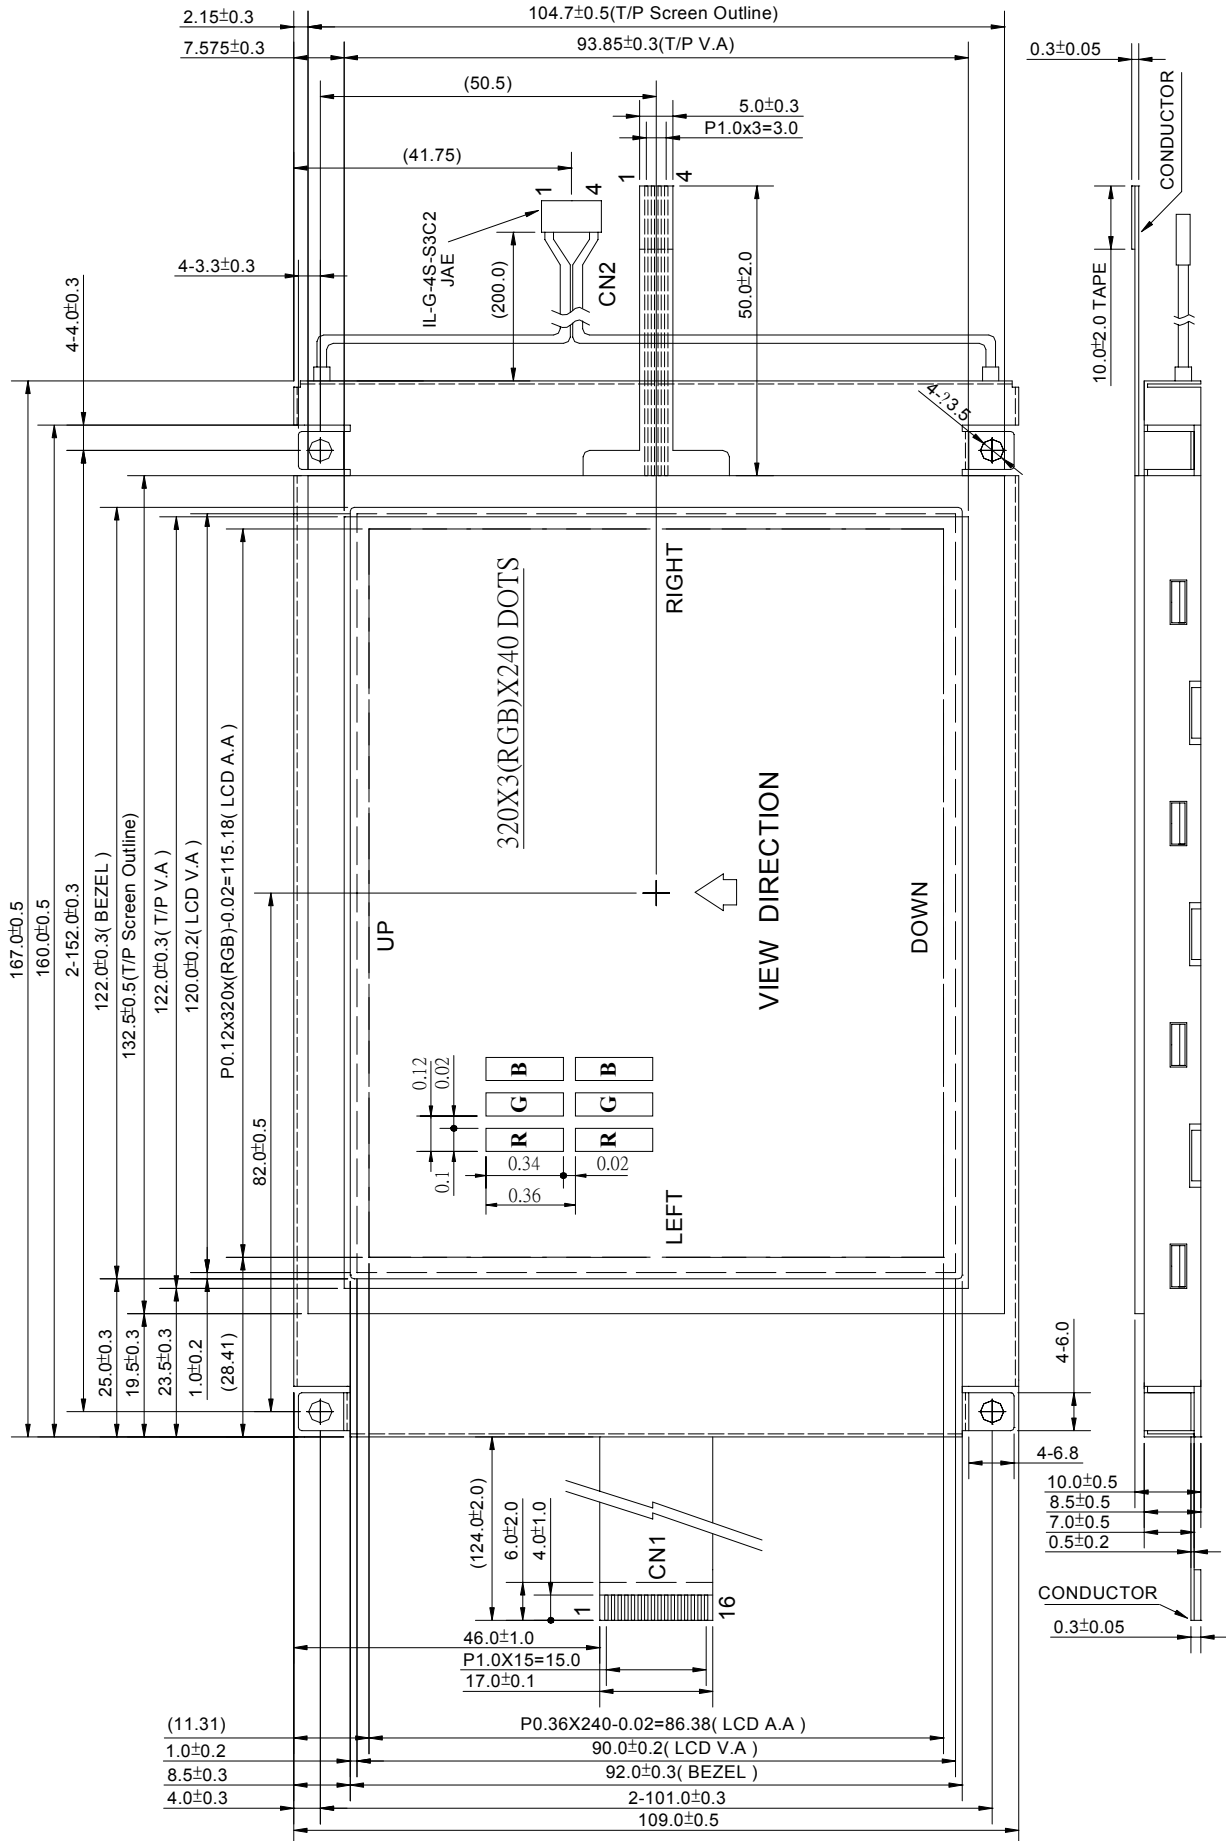 2.15±0.3
104.7±0.5(T/P Screen Outline)
7.575±0.3
93.85±0.3(T/P V.A)
0.3±0.05
(50.5)
5.0±0.3
P1.0x3=3.0
CONDUCTOR
(41.75)
1
4
1
4
IL-G-4S-S3C2
JAE
4-3.3±0.3
(200.0)
CN2
50.0±2.0
10.0±2.0 TAPE
4-4.0±0.3
167.0±0.5
160.0±0.5
2-152.0±0.3
122.0±0.3( BEZEL )
132.5±0.5(T/P Screen Outline)
122.0±0.3( T/P V.A )
120.0±0.2( LCD V.A )
P0.12x320x(RGB)-0.02=115.18( LCD A.A )
4-?3.5
320X3(RGB)X240 DOTS
RIGHT
UP
VIEW DIRECTION
DOWN
LEFT
82.0±0.5
0.12
0.02
0.1
B
B
G
G
R
R
0.34
0.02
0.36
25.0±0.3
19.5±0.3
23.5±0.3
1.0±0.2
(28.41)
4-6.0
4-6.8
(124.0±2.0)
6.0±2.0
4.0±1.0
CN1
1
16
10.0±0.5
8.5±0.5
7.0±0.5
0.5±0.2
CONDUCTOR
0.3±0.05
46.0±1.0
P1.0X15=15.0
17.0±0.1
(11.31)
P0.36X240-0.02=86.38( LCD A.A )
1.0±0.2
90.0±0.2( LCD V.A )
8.5±0.3
92.0±0.3( BEZEL )
4.0±0.3
2-101.0±0.3
109.0±0.5